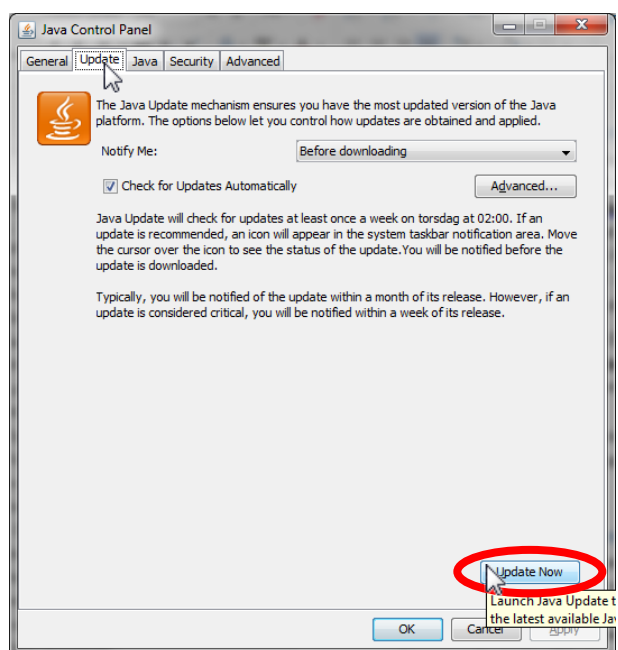 Java Control Panel
General Update Java Security Advanced
The Java Update mechanism ensures you have the most updated version of the Java
platform. The options below let you control how updates are obtained and applied.
Notify Me: Before downloading
Check for Updates Automatically Advanced...
Java Update will check for updates at least once a week on torsdag at 02:00. If an
update is recommended, an icon will appear in the system taskbar notification area. Move
the cursor over the icon to see the status of the update.You will be notified before the
update is downloaded.
Typically, you will be notified of the update within a month of its release. However, if an
update is considered critical, you will be notified within a week of its release.
Update Now
Launch Java Update t
the latest available Jav
OK Cancel Apply